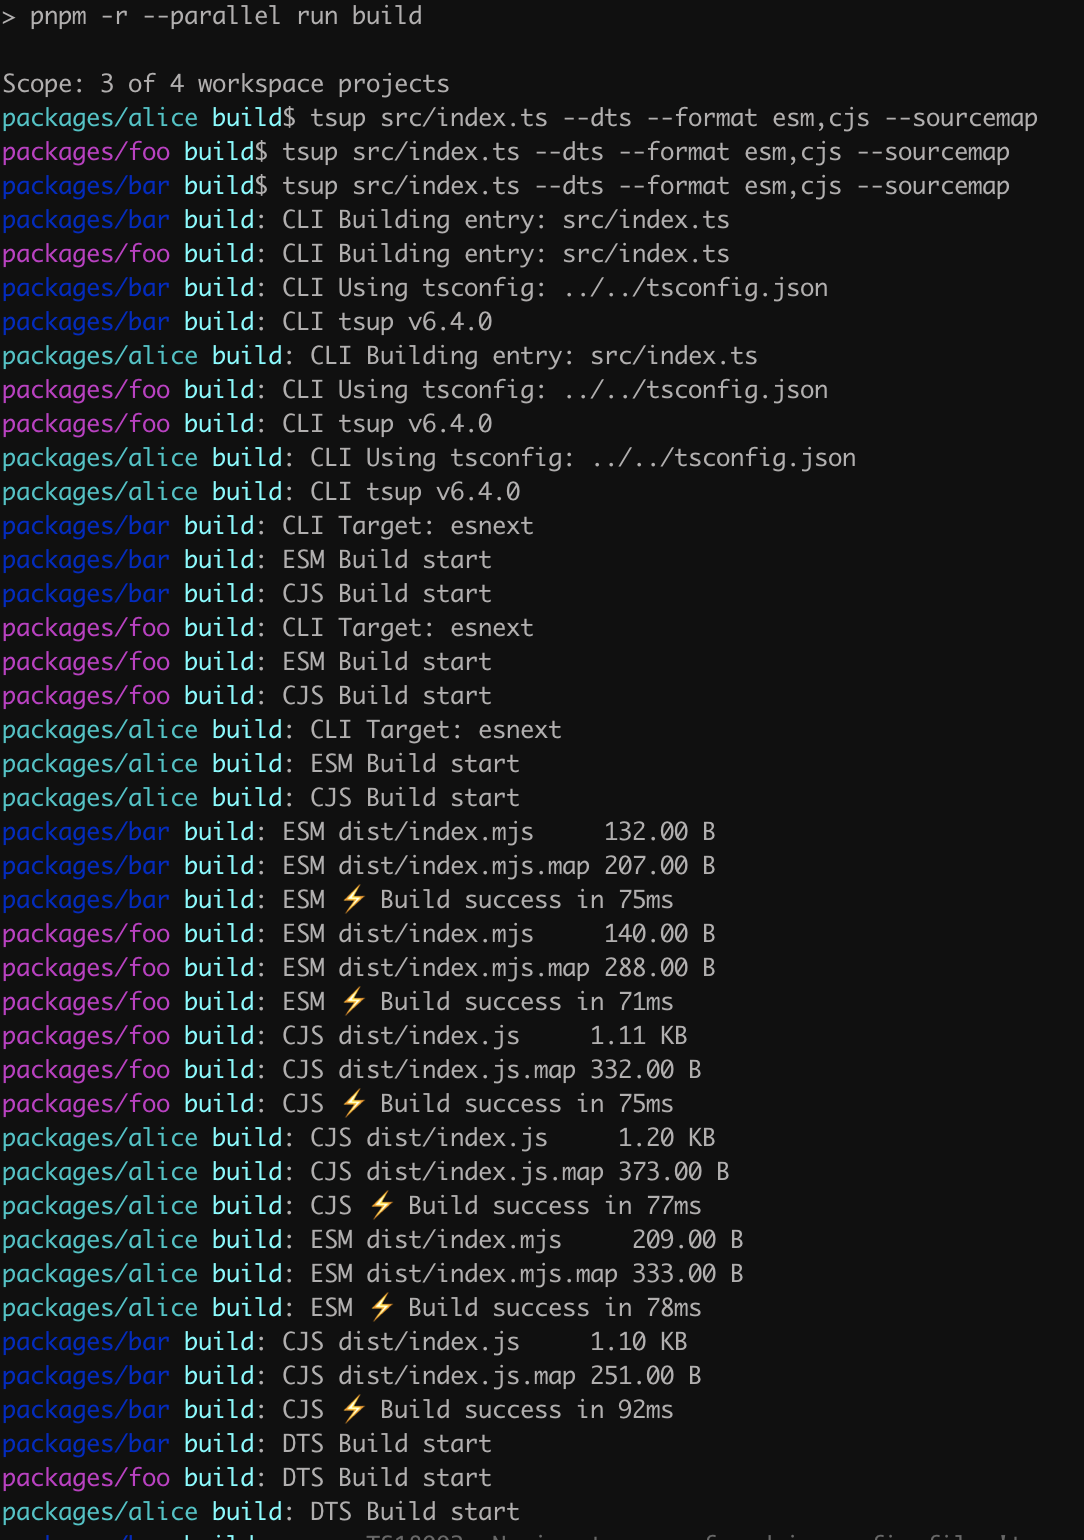 > pnpm -r --parallel run build
Scope: 3 of 4 workspace projects
packages/alice build$ tsup src/index.ts --dts --format esm,cjs --sourcemap
packages/foo build$ tsup src/index.ts --dts --format esm,cjs --sourcemap
packages/bar build$ tsup src/index.ts --dts --format esm,cjs --sourcemap
packages/bar build: CLI Building entry: src/index.ts
packages/foo build: CLI Building entry: src/index.ts
packages/bar build: CLI Using tsconfig: ../../tsconfig.json
packages/bar build: CLI tsup v6.4.0
packages/alice build: CLI Building entry: src/index.ts
packages/foo build: CLI Using tsconfig: ../../tsconfig.json
packages/foo build: CLI tsup v6.4.0
packages/alice build: CLI Using tsconfig: ../../tsconfig.json
packages/alice build: CLI tsup v6.4.0
packages/bar build: CLI Target: esnext
packages/bar build: ESM Build start
packages/bar build: CJS Build start
packages/foo build: CLI Target: esnext
packages/foo build: ESM Build start
packages/foo build: CJS Build start
packages/alice build: CLI Target: esnext
packages/alice build: ESM Build start
packages/alice build: CJS Build start
packages/bar build: ESM dist/index.mjs     132.00 B
packages/bar build: ESM dist/index.mjs.map 207.00 B
packages/bar build: ESM ⚡ Build success in 75ms
packages/foo build: ESM dist/index.mjs     140.00 B
packages/foo build: ESM dist/index.mjs.map 288.00 B
packages/foo build: ESM ⚡ Build success in 71ms
packages/foo build: CJS dist/index.js     1.11 KB
packages/foo build: CJS dist/index.js.map 332.00 B
packages/foo build: CJS ⚡ Build success in 75ms
packages/alice build: CJS dist/index.js     1.20 KB
packages/alice build: CJS dist/index.js.map 373.00 B
packages/alice build: CJS ⚡ Build success in 77ms
packages/alice build: ESM dist/index.mjs     209.00 B
packages/alice build: ESM dist/index.mjs.map 333.00 B
packages/alice build: ESM ⚡ Build success in 78ms
packages/bar build: CJS dist/index.js     1.10 KB
packages/bar build: CJS dist/index.js.map 251.00 B
packages/bar build: CJS ⚡ Build success in 92ms
packages/bar build: DTS Build start
packages/foo build: DTS Build start
packages/alice build: DTS Build start